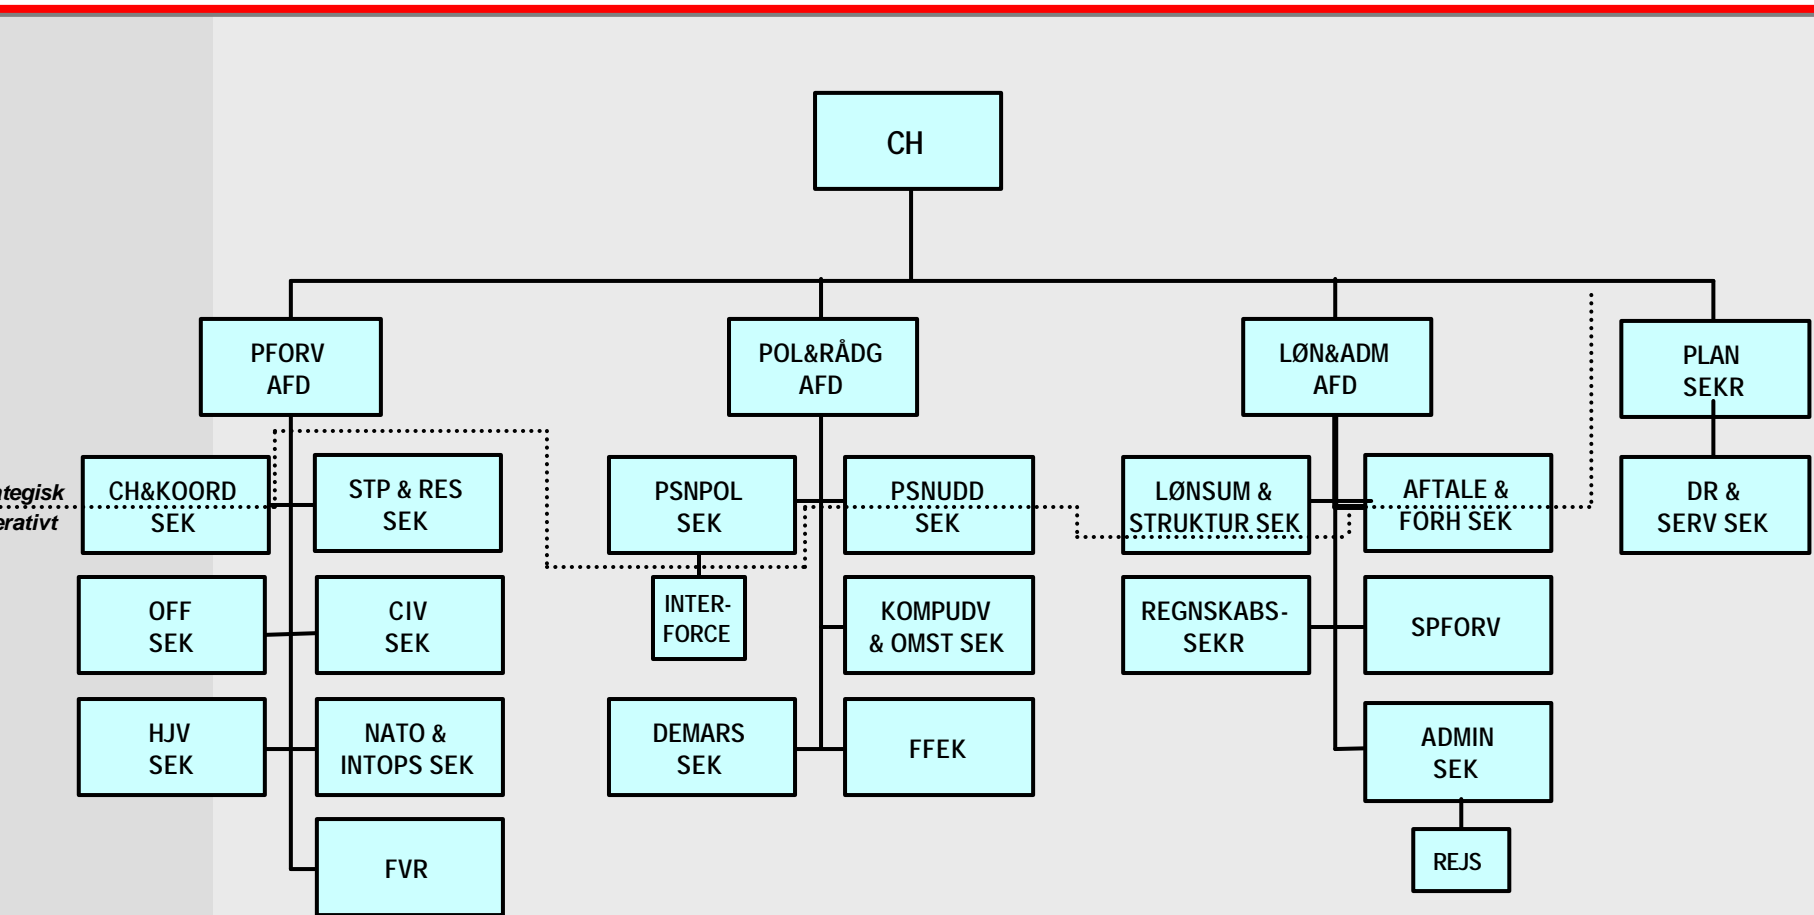 CH
PFORV
AFD
POL&RÅDG
AFD
LØN&ADM
AFD
PLAN
SEKR
CH&KOORD
SEK
STP & RES
SEK
PSNPOL
SEK
PSNUDD
SEK
LØNSUM &
STRUKTUR SEK
AFTALE &
FORH SEK
DR &
SERV SEK
OFF
SEK
CIV
SEK
INTER-
FORCE
KOMPUDV
& OMST SEK
REGNSKABS-
SEKR
SPFORV
HJV
SEK
NATO &
INTOPS SEK
DEMARS
SEK
FFEK
ADMIN
SEK
FVR
REJS